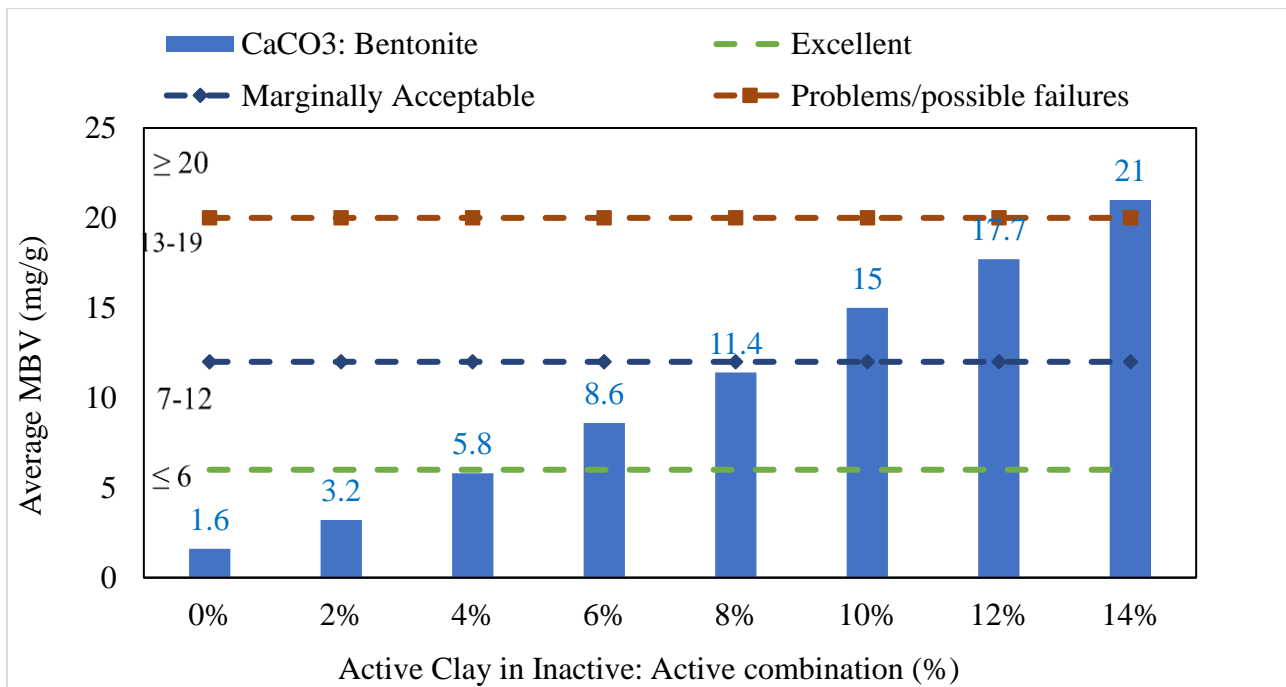 CaCO3: Bentonite
Excellent
Marginally Acceptable
Problems/possible failures
Average MBV (mg/g)
25
20
15
10
5
0
≥ 20
13-19
7-12
≤ 6
1.6
3.2
5.8
8.6
11.4
15
17.7
21
0% 2% 4% 6% 8% 10% 12% 14%
Active Clay in Inactive: Active combination (%)